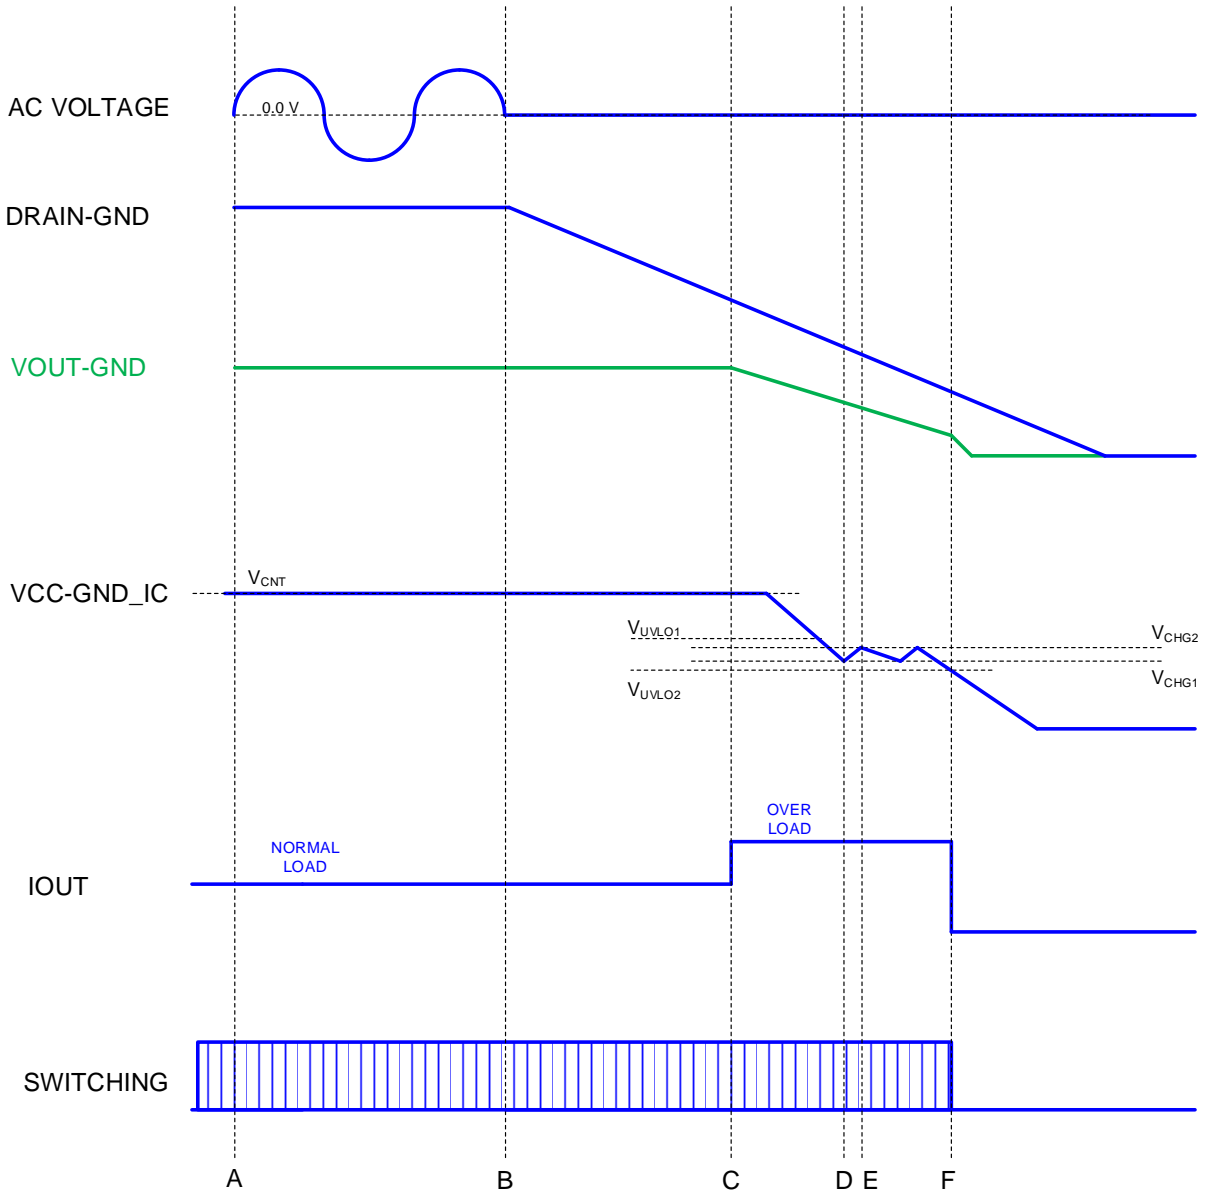 AC VOLTAGE
0.0 V
DRAIN-GND
VOUT-GND
VCC-GND_IC
VCNT
VUVLO1
VCHG2
VCHG1
VUVLO2
OVER
LOAD
NORMAL
LOAD
IOUT
SWITCHING
A B C D E F